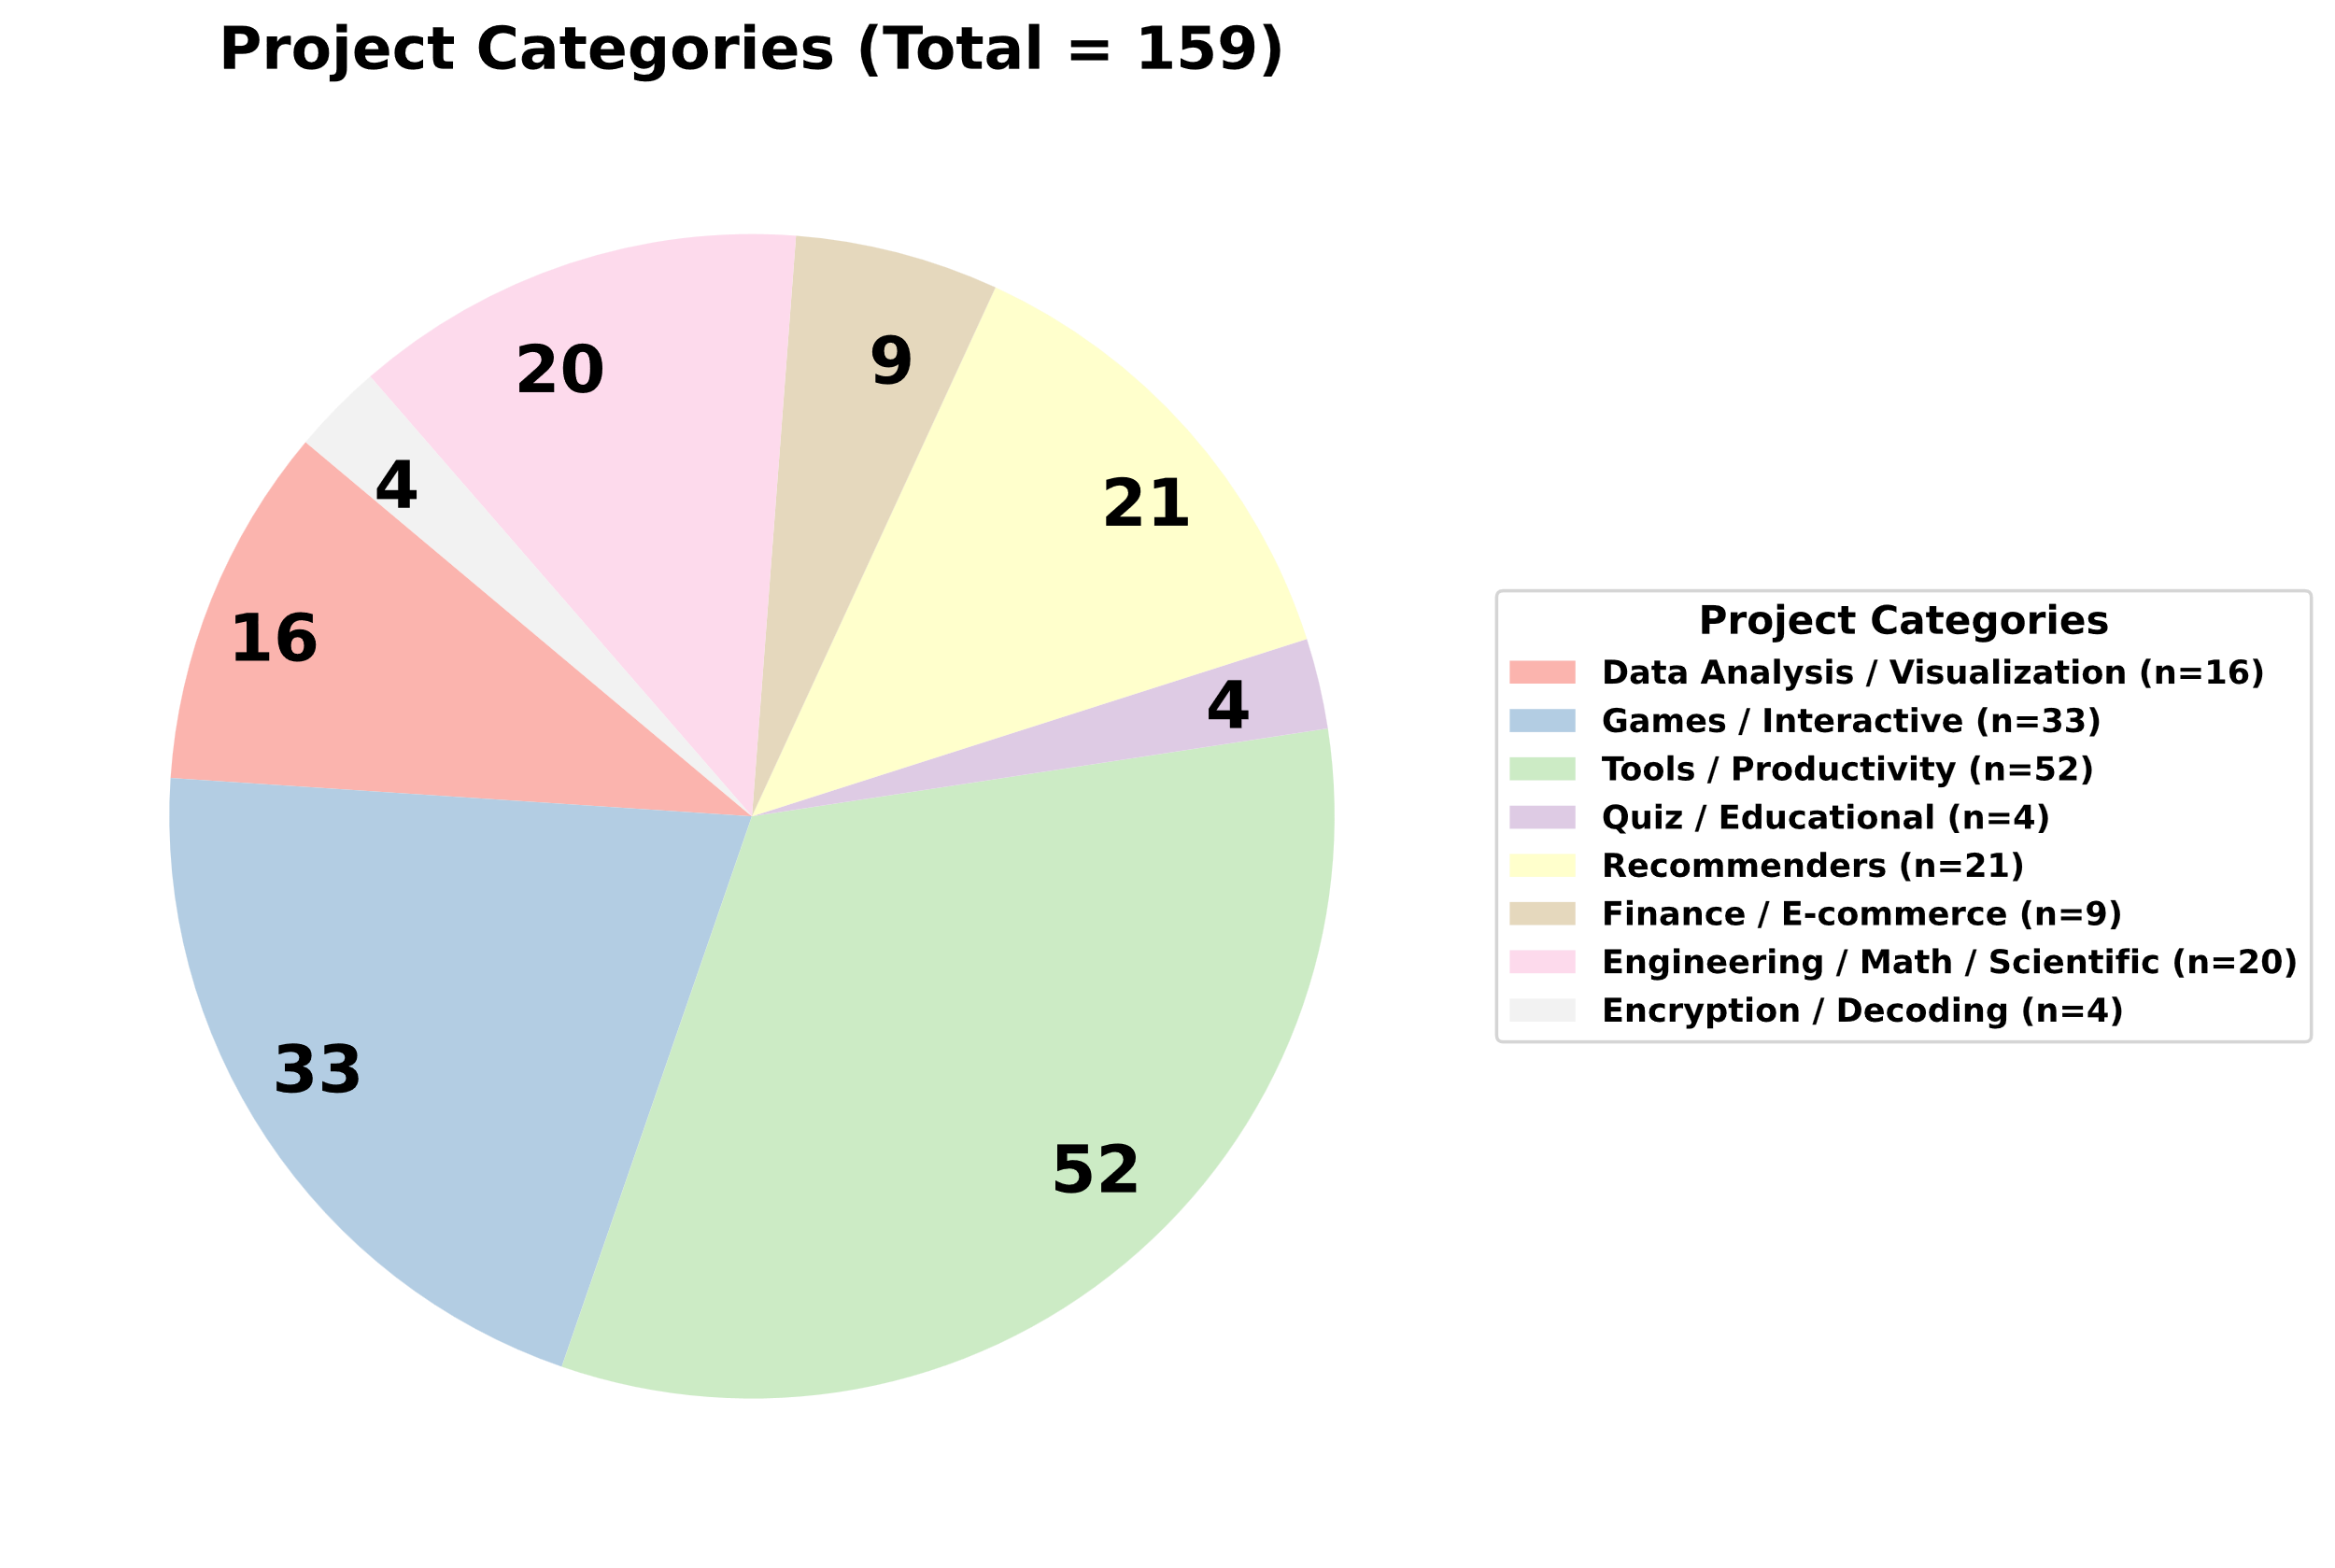 Project Categories (Total = 159)
20
9
4
21
16
4
33
52
Project Categories
Data Analysis / Visualization (n=16)
Games / Interactive (n=33)
Tools / Productivity (n=52)
Quiz / Educational (n=4)
Recommenders (n=21)
Finance / E-commerce (n=9)
Engineering / Math / Scientific (n=20)
Encryption / Decoding (n=4)